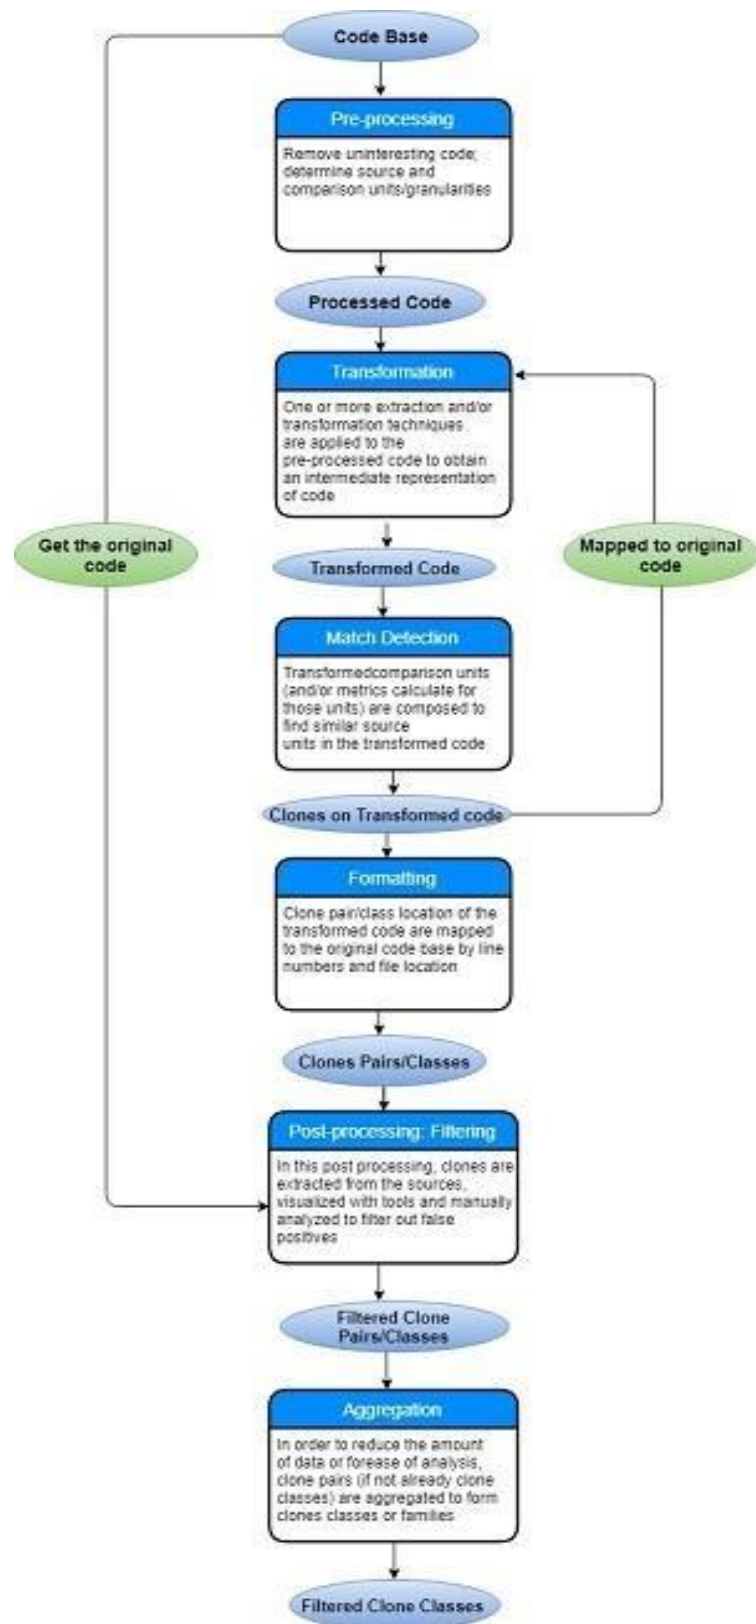 Code Base
Pre-processing
Remove uninteresting code;
determine source and
comparison units/granularities
Processed Code
Transformation
One or more extraction and/or
transformation techniques
are applied to the
pre-processed code to obtain
an intermediate representation
of code
Get the original
code
Mapped to original
code
Transformed Code
Match Detection
Transformedcomparison units
(and/or metrics calculate for
those units) are composed to
find similar source
units in the transformed code
Clones on Transformed code
Formatting
Clone pair/class location of the
transformed code are mapped
to the original code base by line
numbers and file location
Clones Pairs/Classes
Post-processing: Filtering
In this post processing, clones are
extracted from the sources,
visualized with tools and manually
analyzed to filter out false
positives
Filtered Clone
Pairs/Classes
Aggregation
In order to reduce the amount
of data or forease of analysis,
clone pairs (if not already clone
classes) are aggregated to form
clones classes or families
Filtered Clone Classes